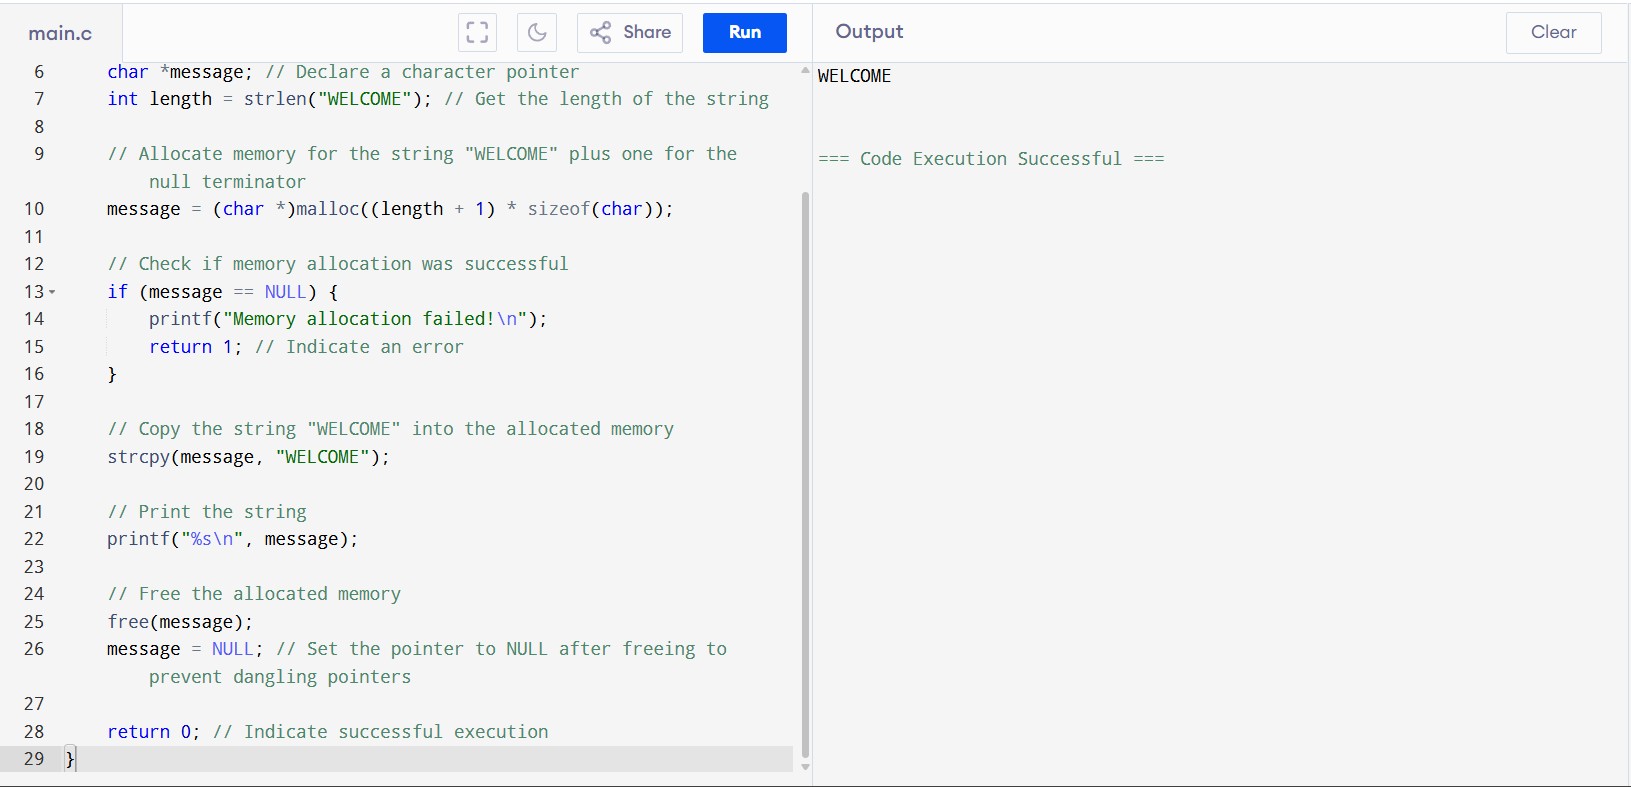 main.c
Share
Run
Output
Clear
6 char *message; // Declare a character pointer
7 int length = strlen("WELCOME"); // Get the length of the string
8
9 // Allocate memory for the string "WELCOME" plus one for the
null terminator
10 message = (char *)malloc((length + 1) * sizeof(char));
11
12 // Check if memory allocation was successful
13 if (message == NULL) {
14 printf("Memory allocation failed!\n");
15 return 1; // Indicate an error
16 }
17
18 // Copy the string "WELCOME" into the allocated memory
19 strcpy(message, "WELCOME");
20
21 // Print the string
22 printf("%s\n", message);
23
24 // Free the allocated memory
25 free(message);
26 message = NULL; // Set the pointer to NULL after freeing to
prevent dangling pointers
27
28 return 0; // Indicate successful execution
29 }
WELCOME
=== Code Execution Successful ===